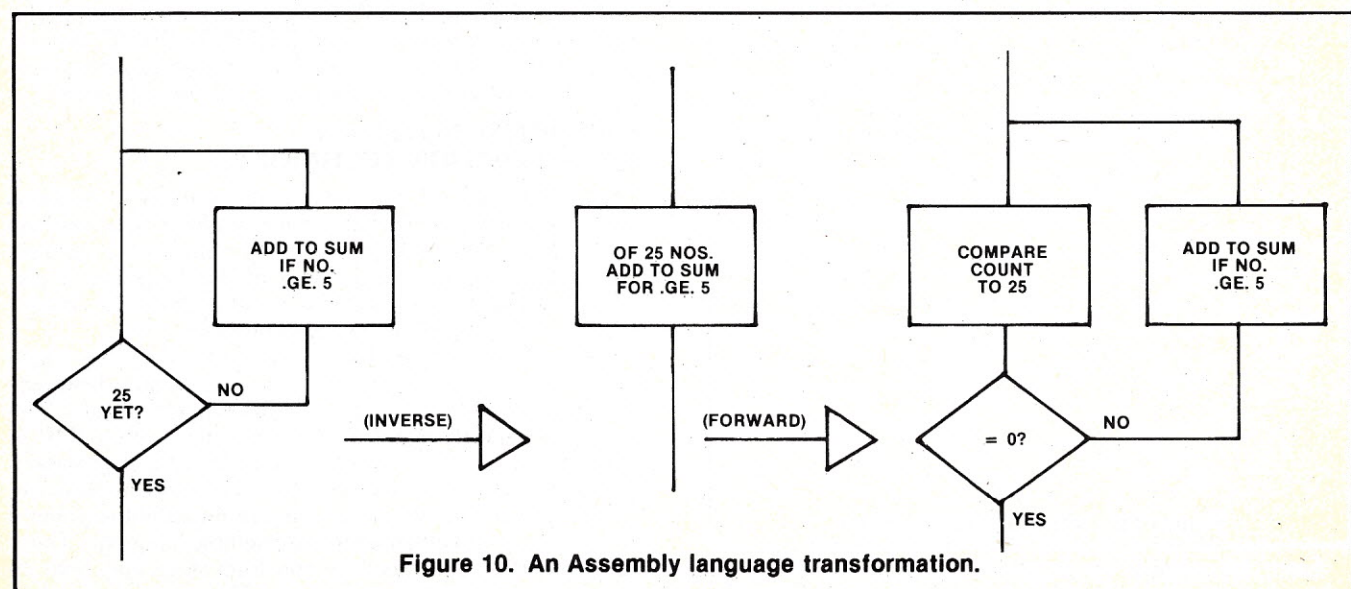 ADD TO SUM
IF NO.
.GE. 5
25
YET?
NO
YES
(INVERSE)
OF 25 NOS.
ADD TO SUM
FOR .GE. 5
(FORWARD)
COMPARE
COUNT
TO 25
ADD TO SUM
IF NO.
.GE. 5
= 0?
NO
YES
Figure 10. An Assembly language transformation.